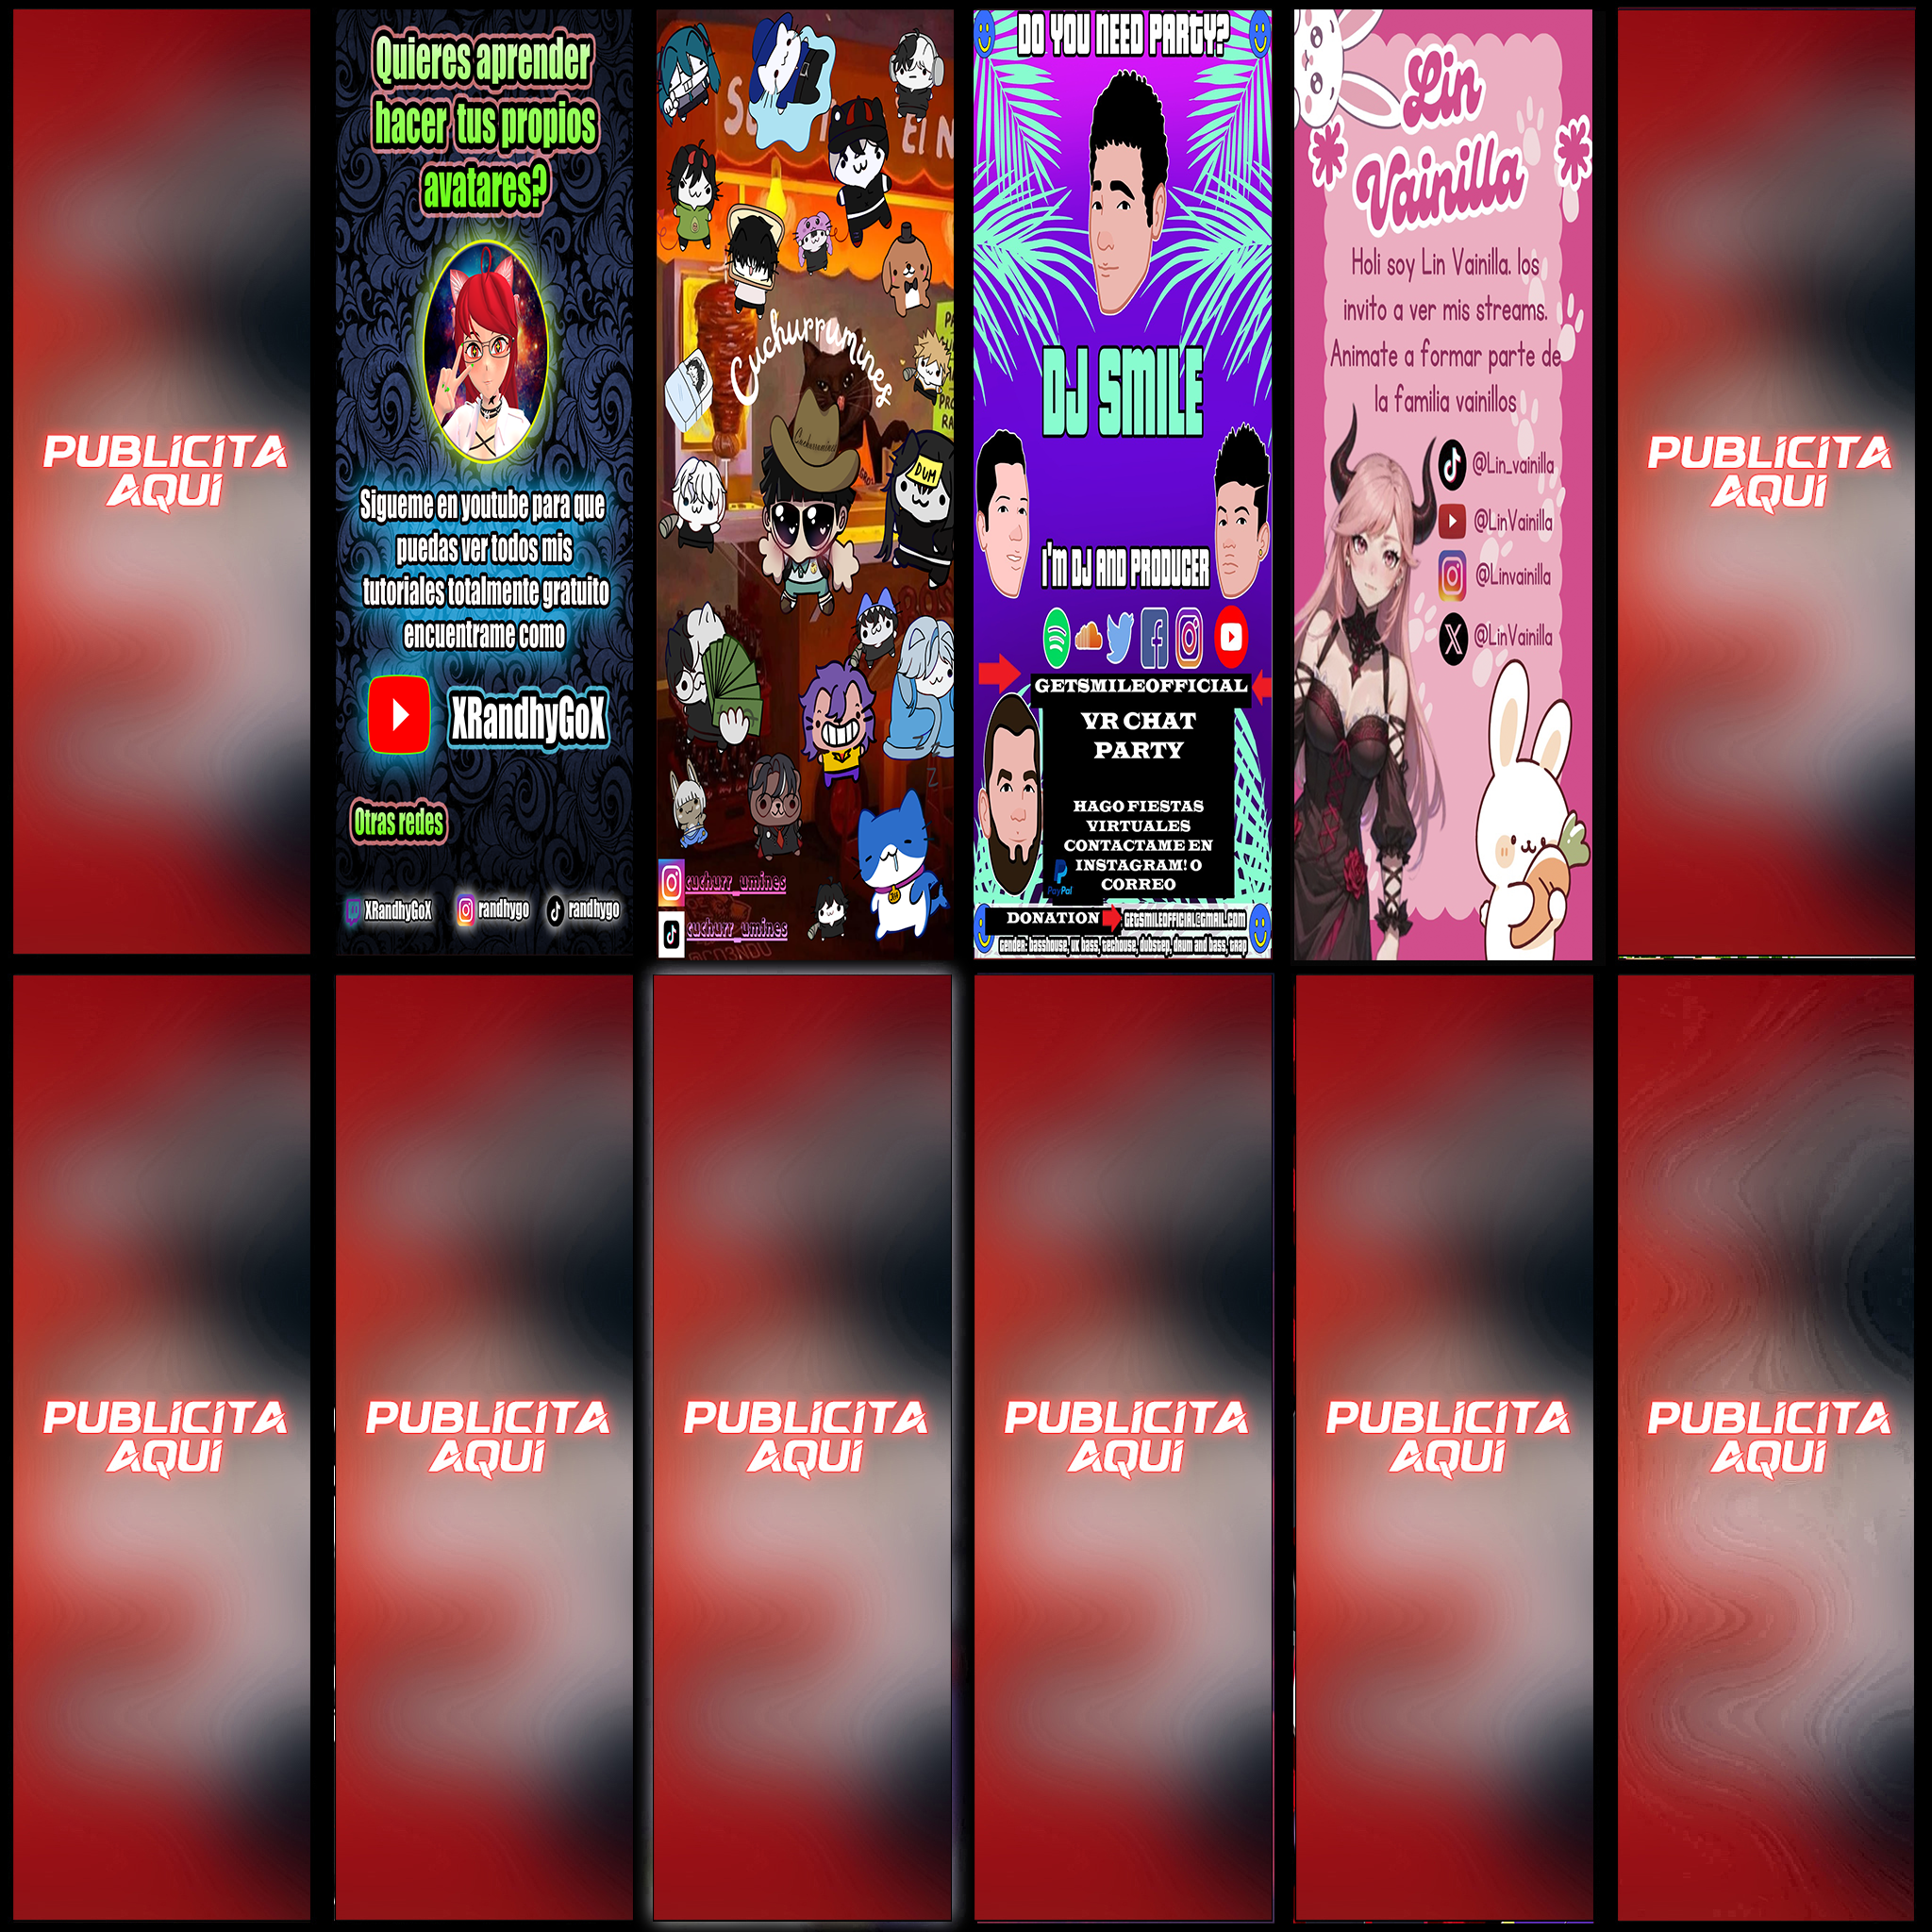 PUBLICITA
AQUI
Quieres aprender
hacer tus propios
avatares?
Sigueme en youtube para que
puedas ver todos mis
tutoriales totalmente gratuito
encuentrame como
XRandhyGoX
Otras redes
XRandhyGoX
randhygo
randhygo
Cuchurrumines
Cuchurrumines
DUM
cuchurr_umines
cuchurr_umines
DO YOU NEED PARTY?
DJ SMILE
I'M DJ AND PRODUCER
GETSMILEOFFICIAL
VR CHAT
PARTY
HAGO FIESTAS
VIRTUALES
CONTACTAME EN
INSTAGRAM! O
CORREO
PayPal
DONATION
GETSMILEOFFICIAL@GMAIL.COM
Gender: basshouse, uk bass, techouse, dubstep, drum and bass, trap
Lin
Vainilla
Holi soy Lin Vainilla. los
invito a ver mis streams.
Animate a formar parte de
la familia vainillos
@Lin_vainilla
@LinVainilla
@Linvainilla
@LinVainilla
PUBLICITA
AQUI
PUBLICITA
AQUI
PUBLICITA
AQUI
PUBLICITA
AQUI
PUBLICITA
AQUI
PUBLICITA
AQUI
PUBLICITA
AQUI